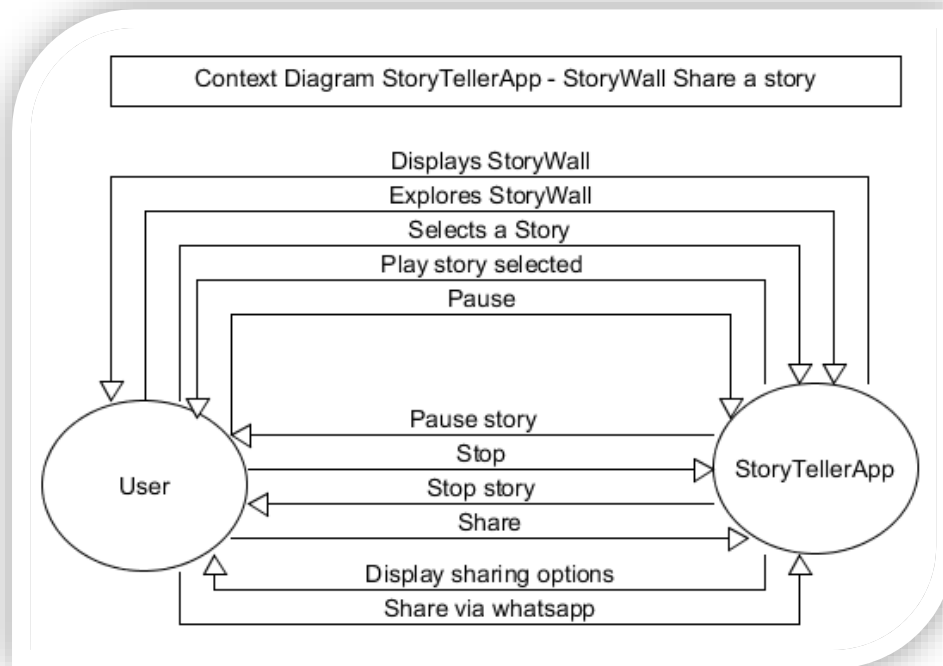 Context Diagram StoryTellerApp - StoryWall Share a story
Displays StoryWall
Explores StoryWall
Selects a Story
Play story selected
Pause
Pause story
Stop
User
StoryTellerApp
Stop story
Share
Display sharing options
Share via whatsapp